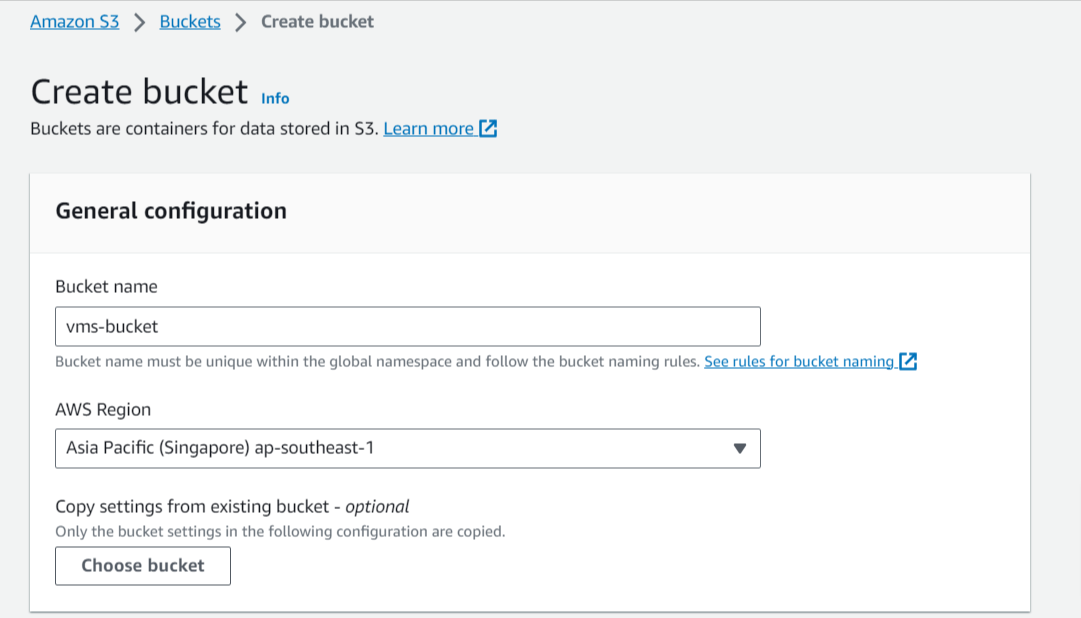 Amazon S3 > Buckets > Create bucket
Create bucket Info
Buckets are containers for data stored in S3. Learn more
General configuration
Bucket name
vms-bucket
Bucket name must be unique within the global namespace and follow the bucket naming rules. See rules for bucket naming
AWS Region
Asia Pacific (Singapore) ap-southeast-1
Copy settings from existing bucket - optional
Only the bucket settings in the following configuration are copied.
Choose bucket